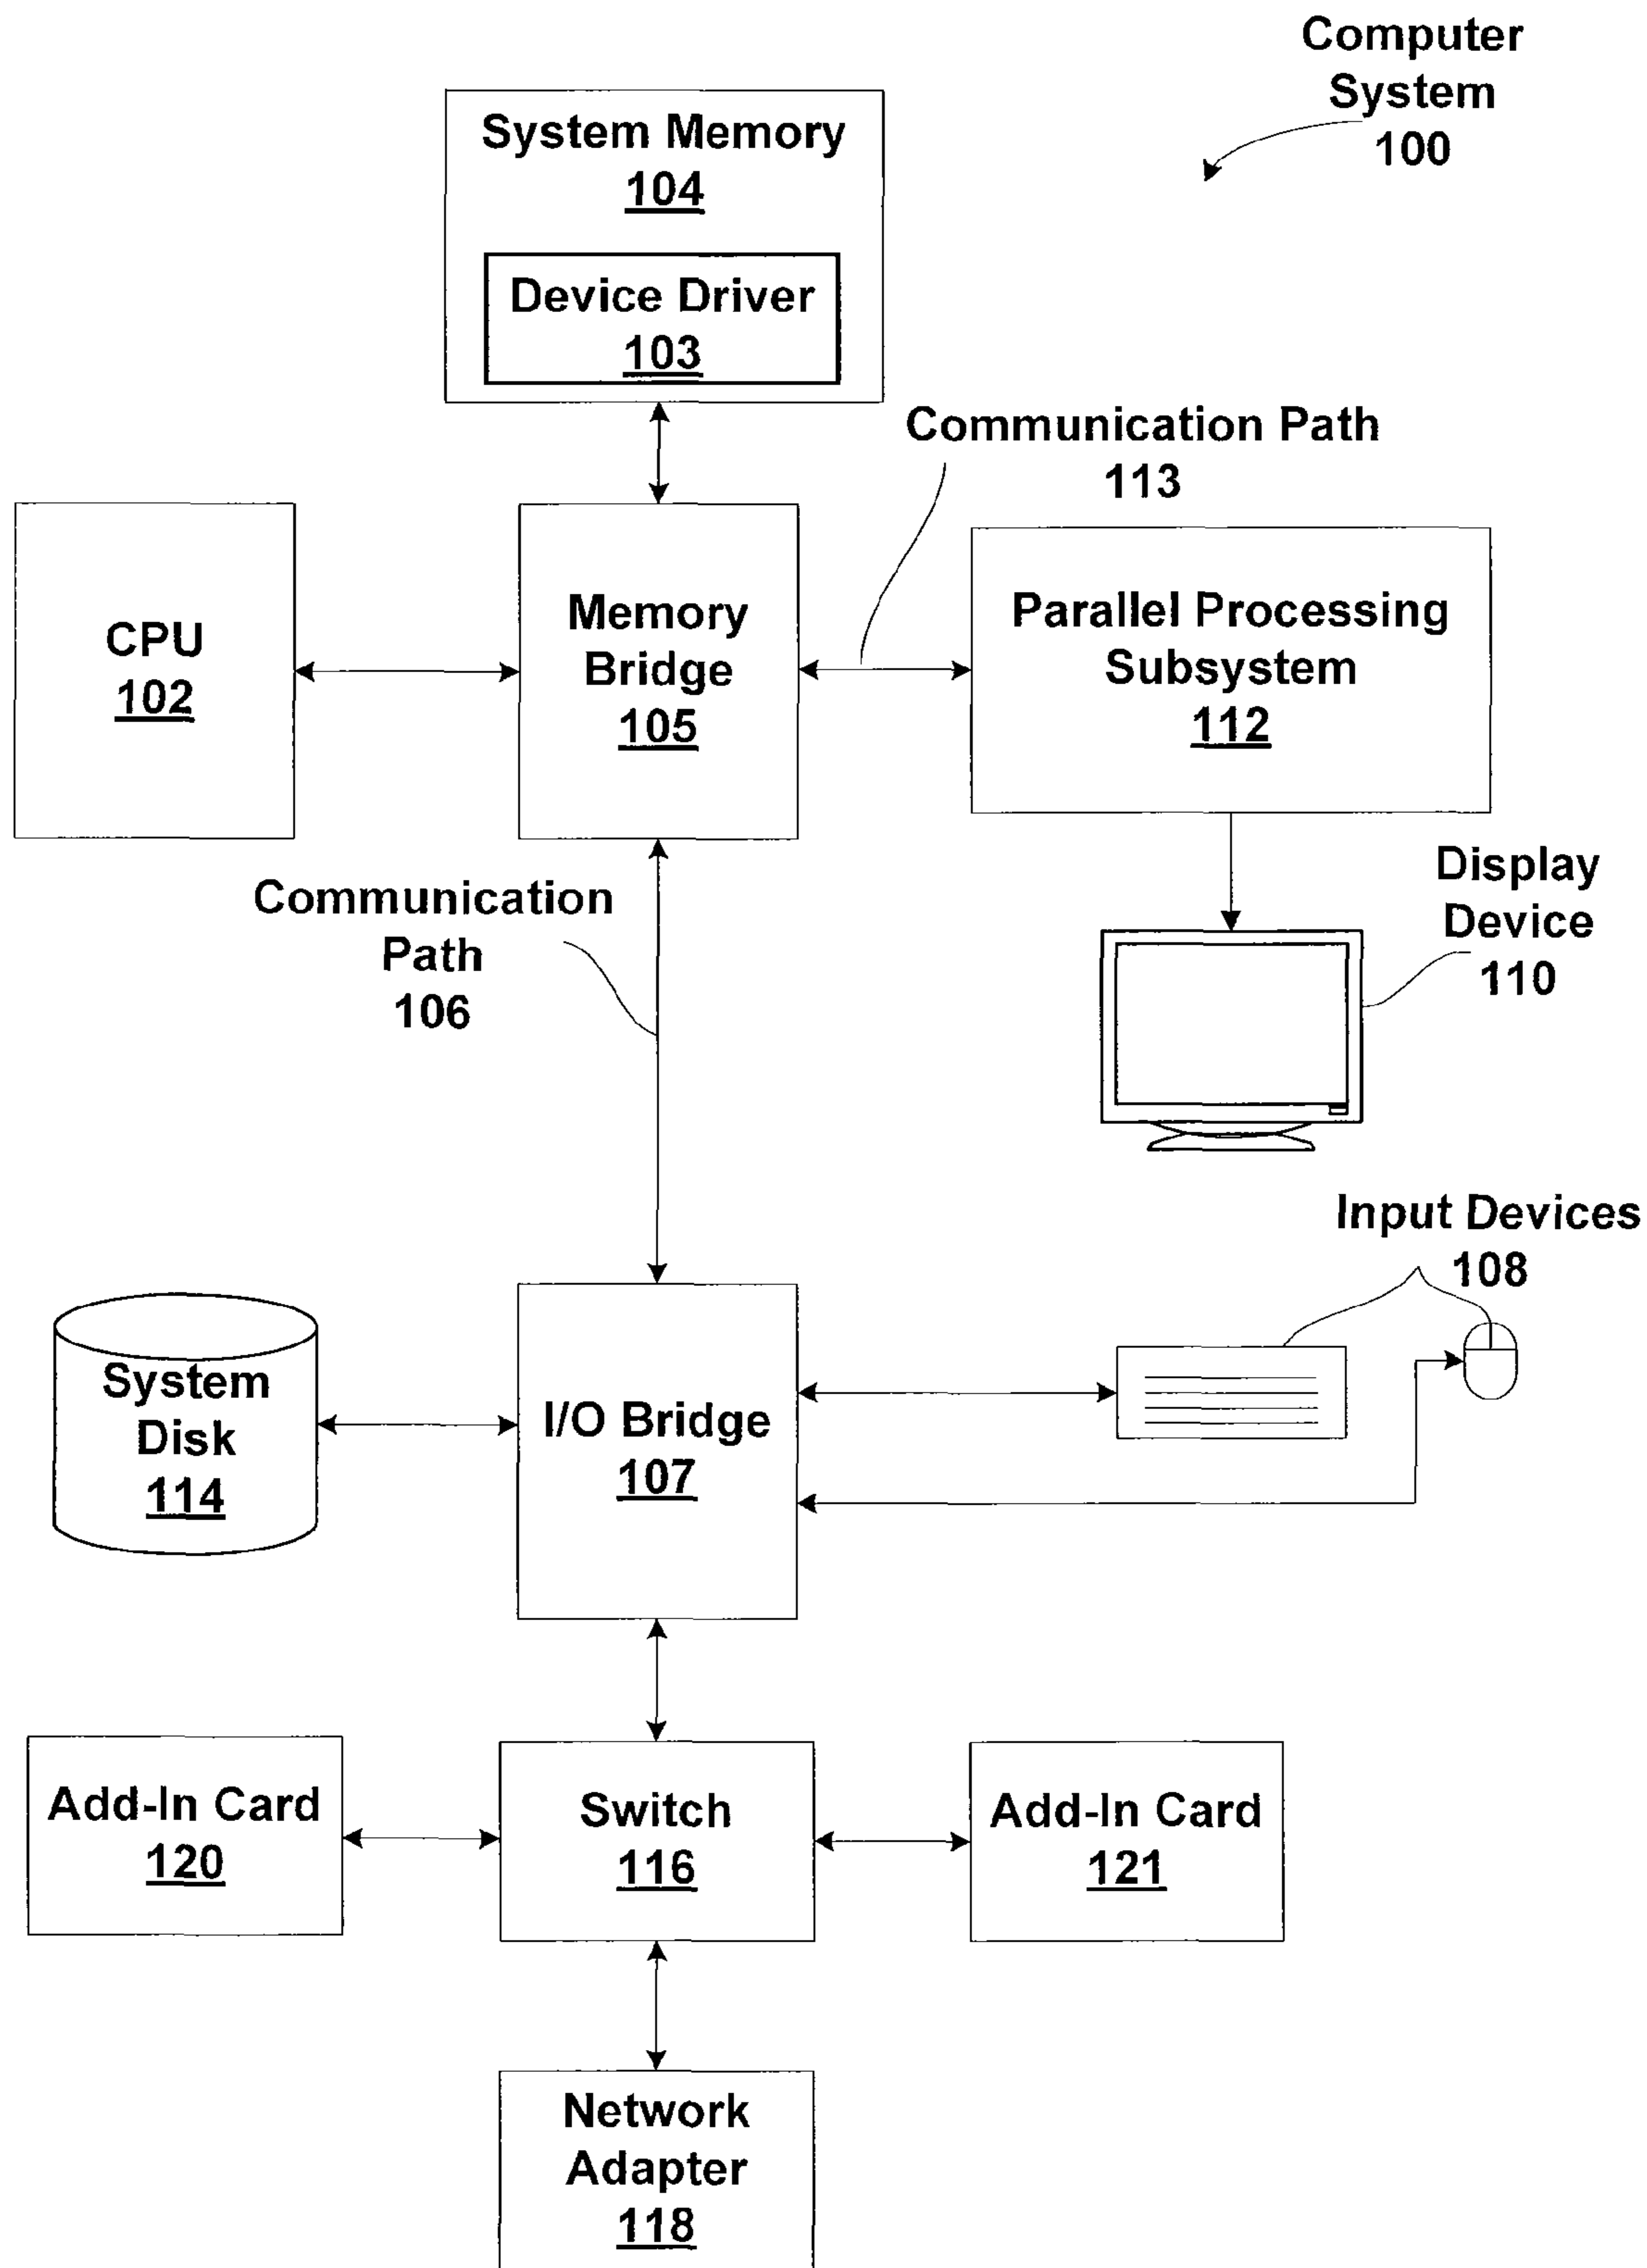 Computer
System
100
System Memory
104
Device Driver
103
Communication Path
113
CPU
102
Memory
Bridge
105
Parallel Processing
Subsystem
112
Communication
Path
106
Display
Device
110
Input Devices
108
System
Disk
114
I/O Bridge
107
Add-In Card
120
Switch
116
Add-In Card
121
Network
Adapter
118